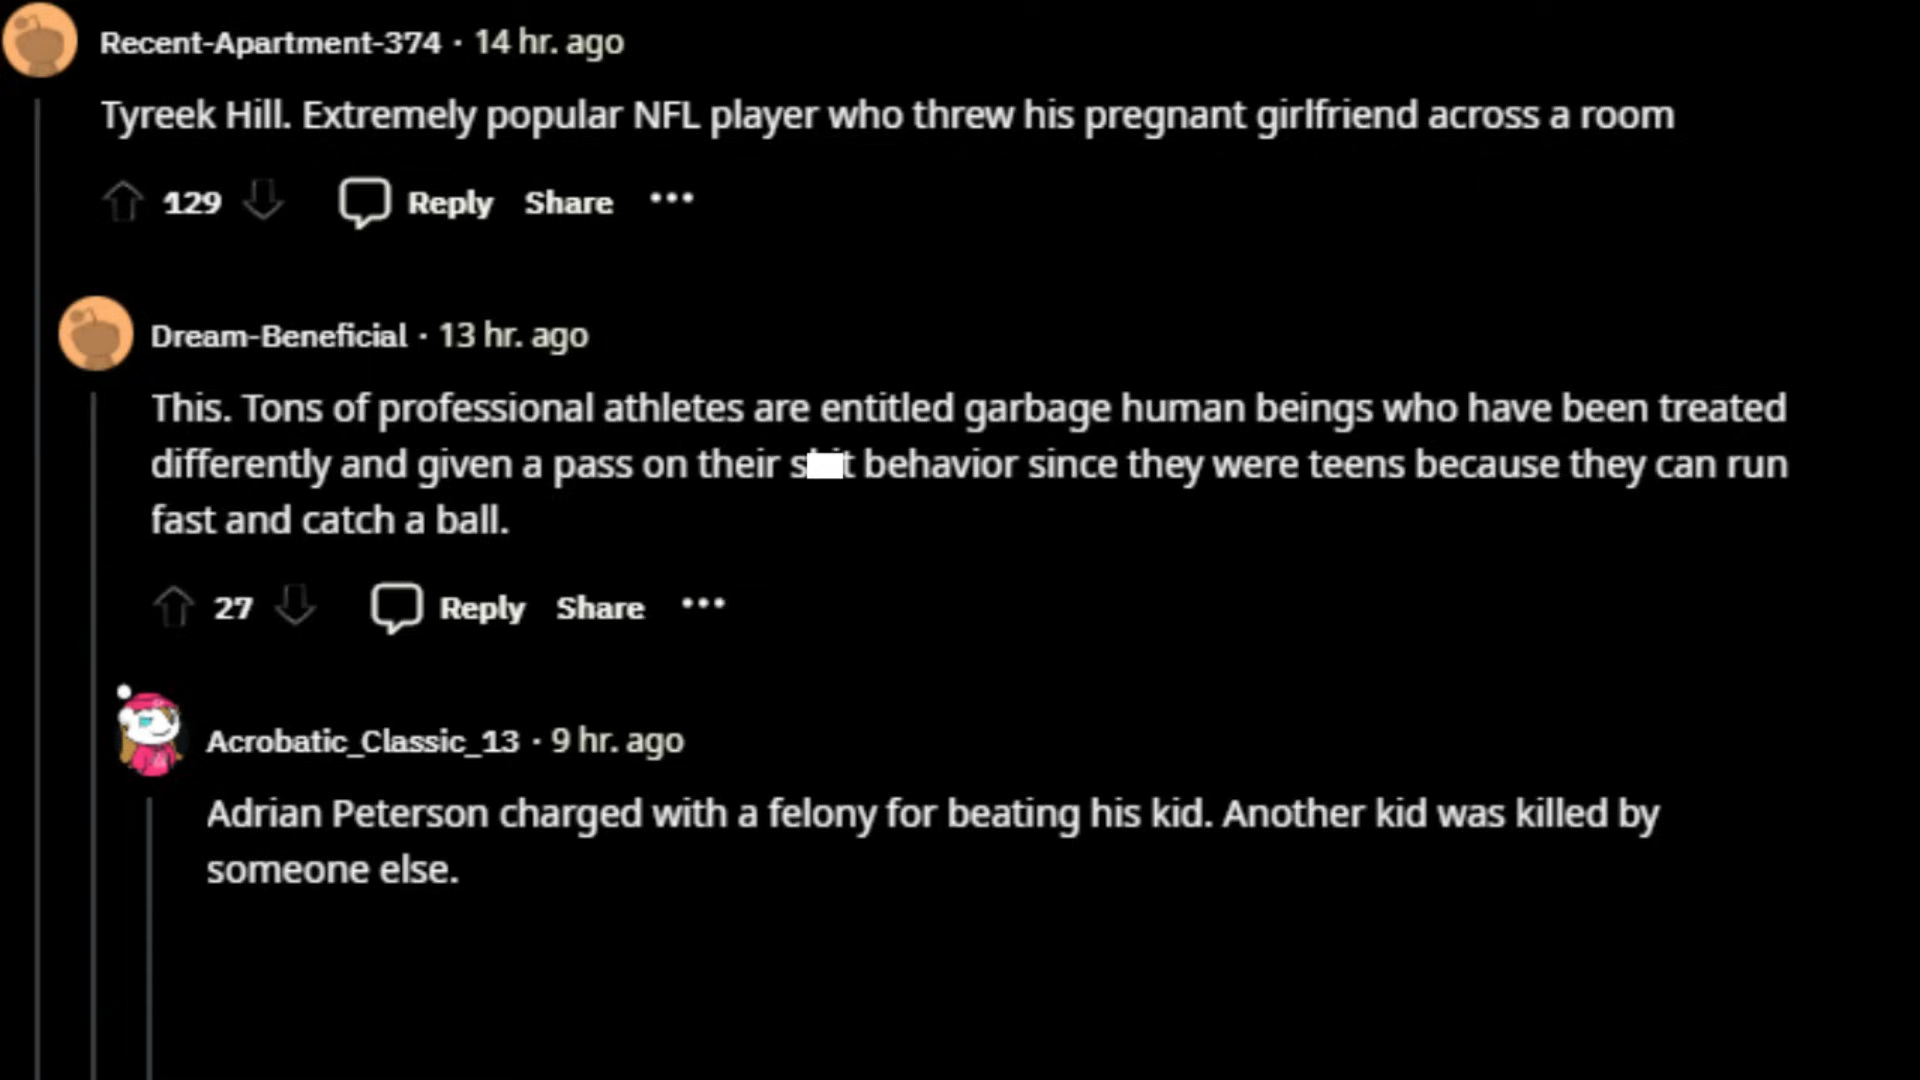 Recent-Apartment-374 · 14 hr. ago
Tyreek Hill. Extremely popular NFL player who threw his pregnant girlfriend across a room
129 Reply Share •••
Dream-Beneficial · 13 hr. ago
This. Tons of professional athletes are entitled garbage human beings who have been treated
differently and given a pass on their behavior since they were teens because they can run
fast and catch a ball.
27 Reply Share •••
Acrobatic_Classic_13 · 9 hr. ago
Adrian Peterson charged with a felony for beating his kid. Another kid was killed by
someone else.